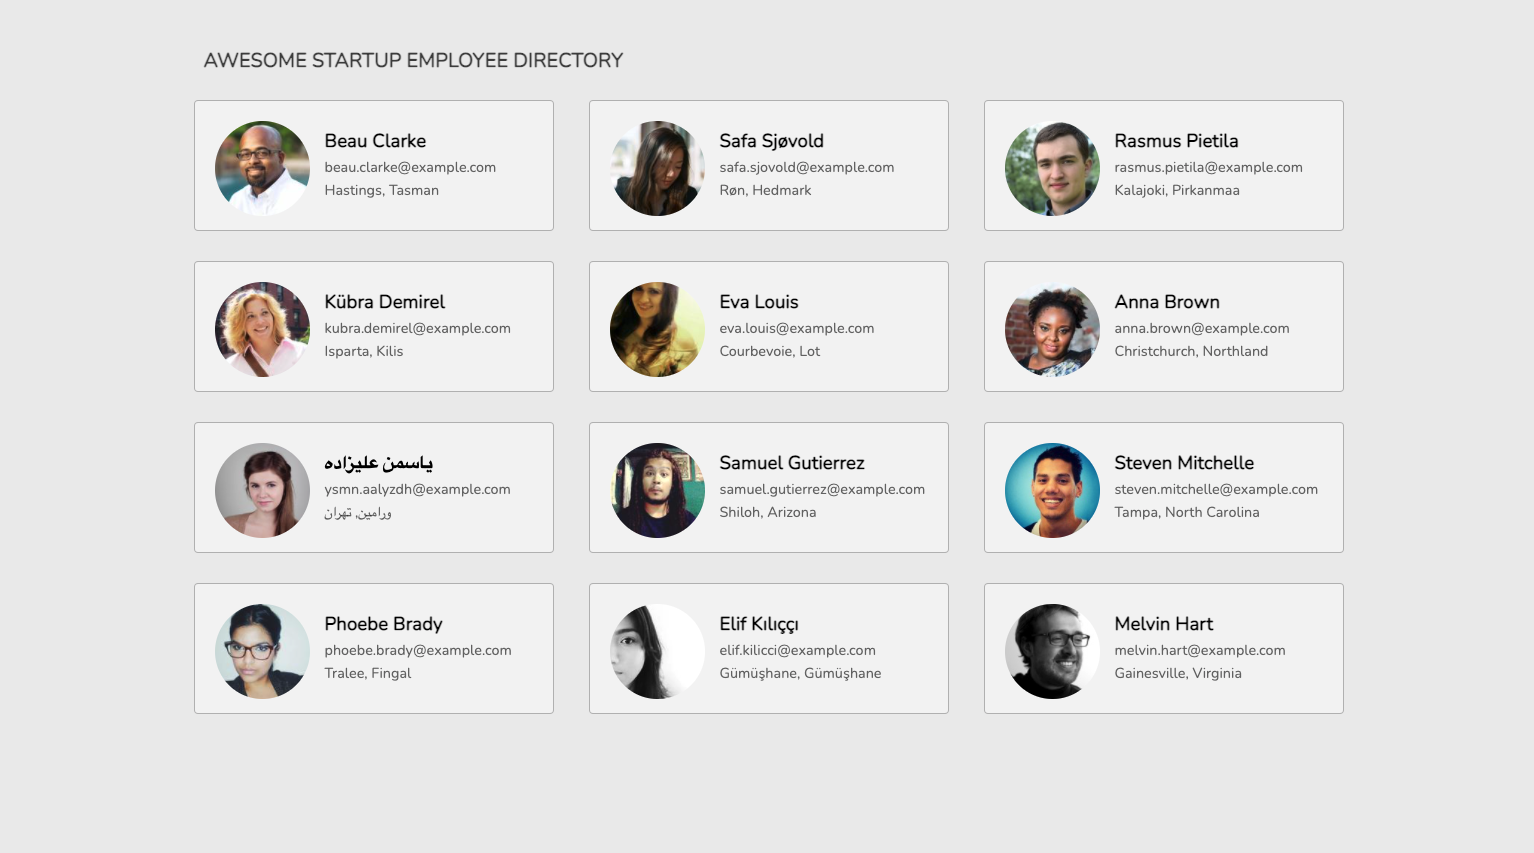 AWESOME STARTUP EMPLOYEE DIRECTORY
Beau Clarke
beau.clarke@example.com
Hastings, Tasman
Safa Sjøvold
safa.sjovold@example.com
Røn, Hedmark
Rasmus Pietila
rasmus.pietila@example.com
Kalajoki, Pirkanmaa
Kübra Demirel
kubra.demirel@example.com
Isparta, Kilis
Eva Louis
eva.louis@example.com
Courbevoie, Lot
Anna Brown
anna.brown@example.com
Christchurch, Northland
یاسمن علیزاده
ysmn.aalyzdh@example.com
ورامین, تهران
Samuel Gutierrez
samuel.gutierrez@example.com
Shiloh, Arizona
Steven Mitchelle
steven.mitchelle@example.com
Tampa, North Carolina
Phoebe Brady
phoebe.brady@example.com
Tralee, Fingal
Elif Kılıççı
elif.kilicci@example.com
Gümüşhane, Gümüşhane
Melvin Hart
melvin.hart@example.com
Gainesville, Virginia